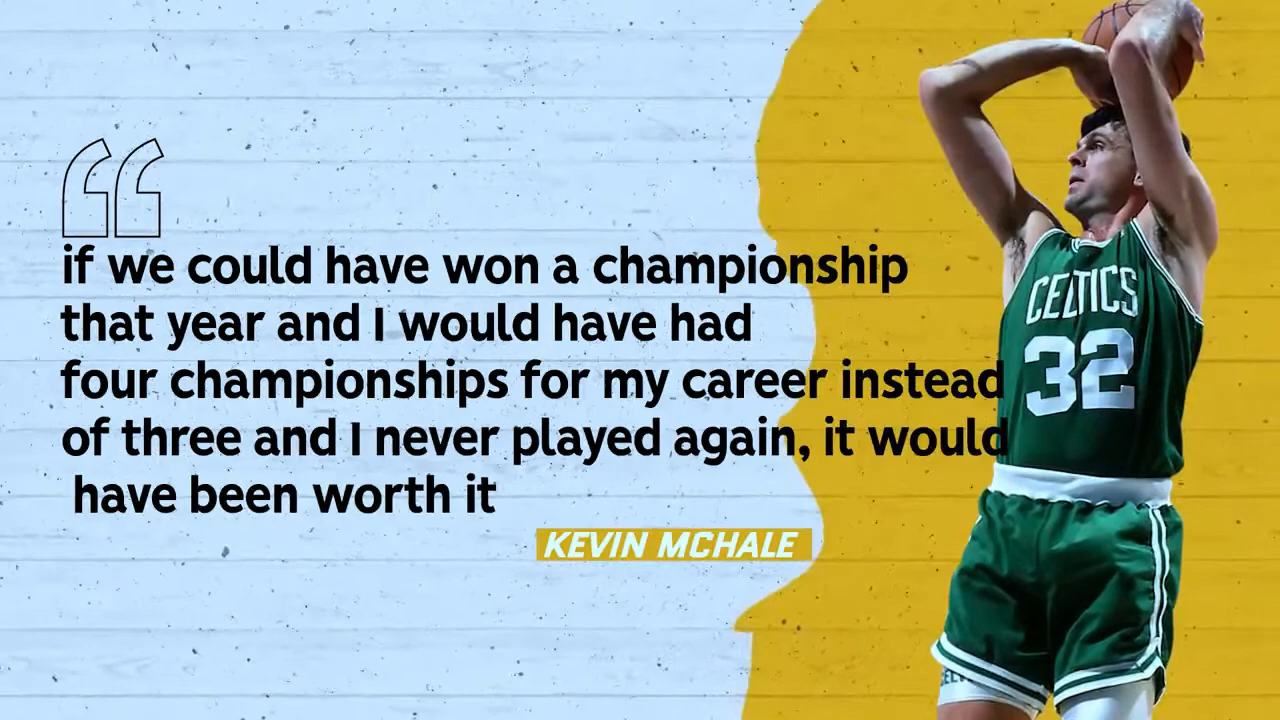 if we could have won a championship
that year and I would have had
four championships for my career instead
of three and I never played again, it would
have been worth it
KEVIN MCHALE
CELTICS
32